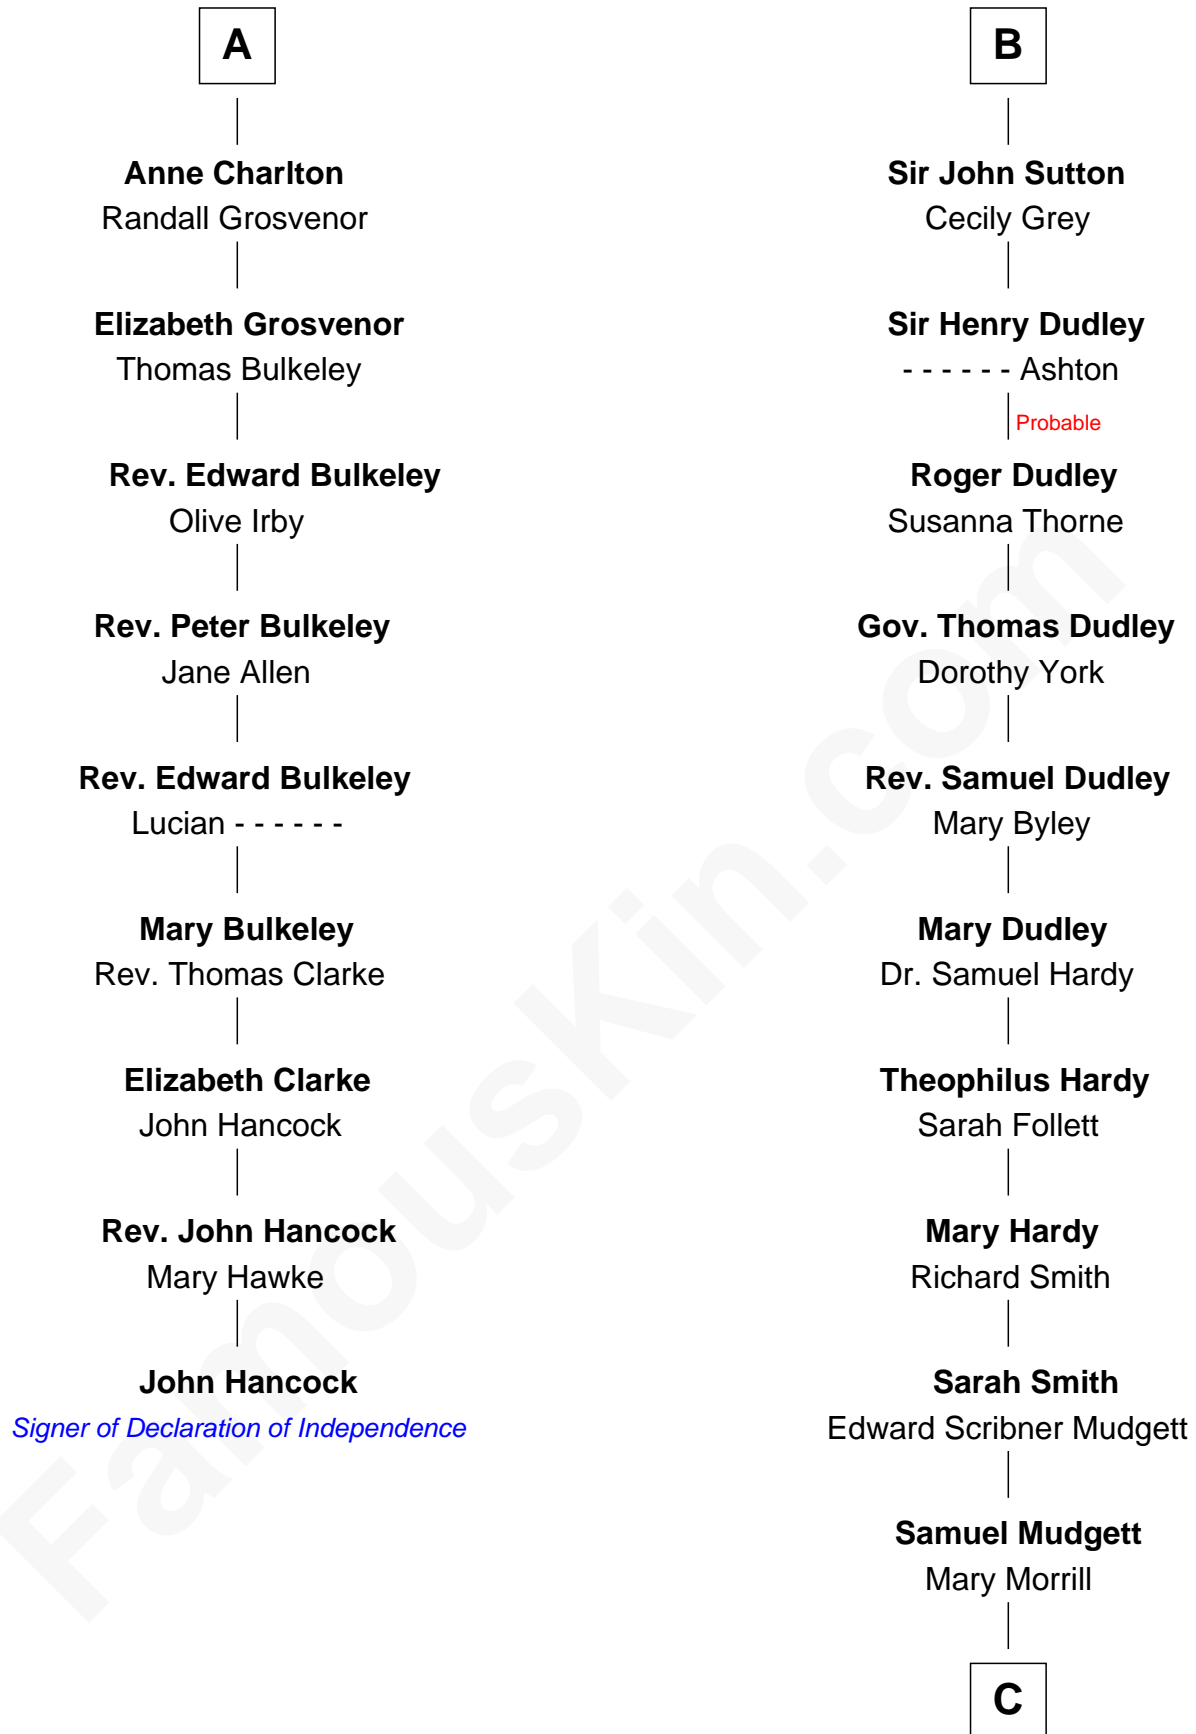 A
Anne Charlton
Randall Grosvenor
Elizabeth Grosvenor
Thomas Bulkeley
Rev. Edward Bulkeley
Olive Irby
Rev. Peter Bulkeley
Jane Allen
Rev. Edward Bulkeley
Lucian - - - - - -
Mary Bulkeley
Rev. Thomas Clarke
Elizabeth Clarke
John Hancock
Rev. John Hancock
Mary Hawke
John Hancock
Signer of Declaration of Independence
B
Sir John Sutton
Cecily Grey
Sir Henry Dudley
- - - - - - Ashton
Probable
Roger Dudley
Susanna Thorne
Gov. Thomas Dudley
Dorothy York
Rev. Samuel Dudley
Mary Byley
Mary Dudley
Dr. Samuel Hardy
Theophilus Hardy
Sarah Follett
Mary Hardy
Richard Smith
Sarah Smith
Edward Scribner Mudgett
Samuel Mudgett
Mary Morrill
C
FamousKin.com